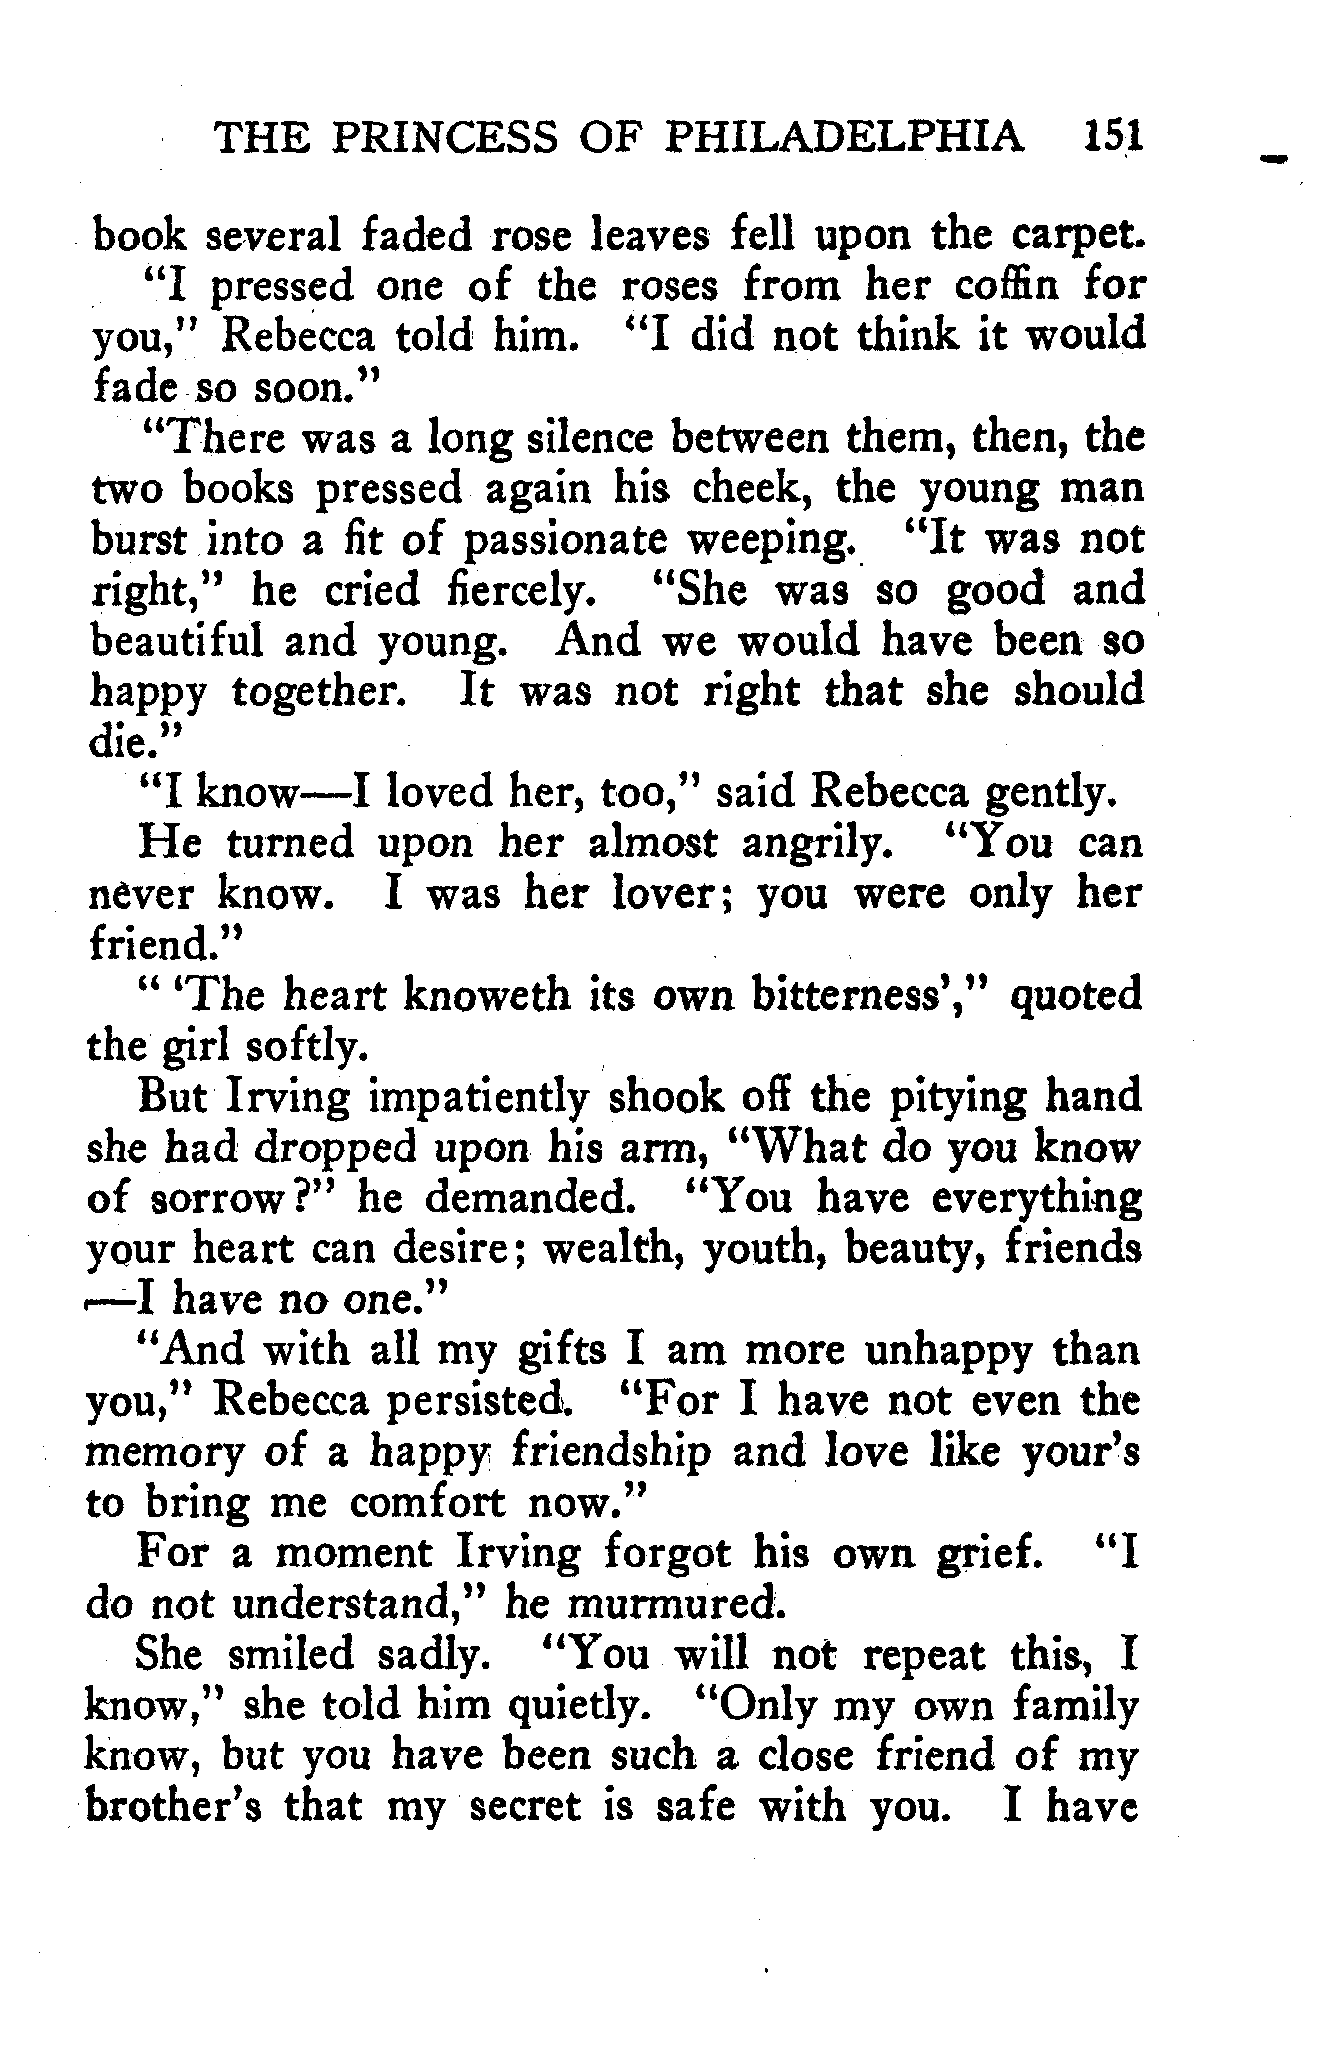 THE PRINCESS OF PHILADELPHIA 151
book several faded rose leaves fell upon the carpet.
"I pressed one of the roses from her coffin for
you," Rebecca told him. "I did not think it would
fade so soon."
"There was a long silence between them, then, the
two books pressed again his cheek, the young man
burst into a fit of passionate weeping. "It was not
right," he cried fiercely. "She was so good and
beautiful and young. And we would have been so
happy together. It was not right that she should
die."
"I know—I loved her, too," said Rebecca gently.
He turned upon her almost angrily. "You can
never know. I was her lover; you were only her
friend."
" 'The heart knoweth its own bitterness'," quoted
the girl softly.
But Irving impatiently shook off the pitying hand
she had dropped upon his arm, "What do you know
of sorrow?" he demanded. "You have everything
your heart can desire; wealth, youth, beauty, friends
—I have no one."
"And with all my gifts I am more unhappy than
you," Rebecca persisted. "For I have not even the
memory of a happy friendship and love like your's
to bring me comfort now."
For a moment Irving forgot his own grief. "I
do not understand," he murmured.
She smiled sadly. "You will not repeat this, I
know," she told him quietly. "Only my own family
know, but you have been such a close friend of my
brother's that my secret is safe with you. I have